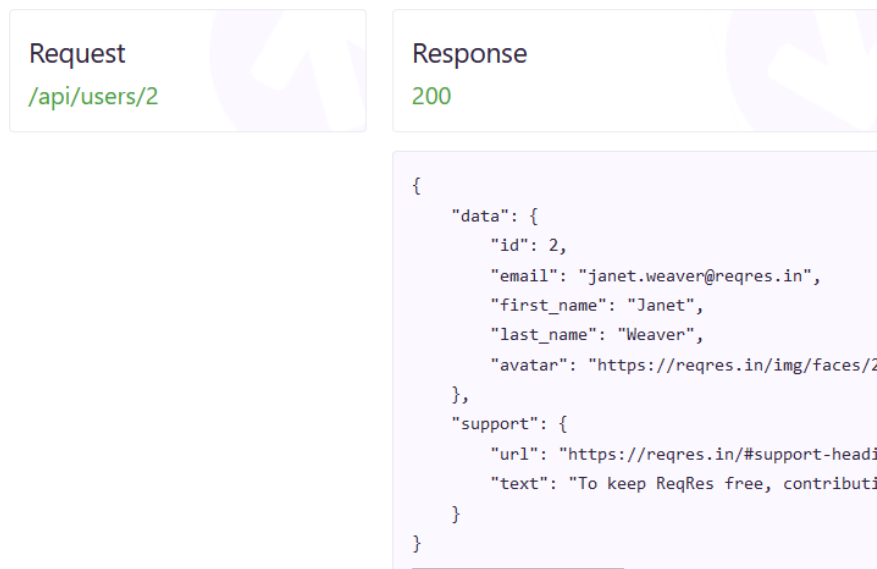 Request
/api/users/2
Response
200
{
    "data": {
        "id": 2,
        "email": "janet.weaver@reqres.in",
        "first_name": "Janet",
        "last_name": "Weaver",
        "avatar": "https://reqres.in/img/faces/2
    },
    "support": {
        "url": "https://reqres.in/#support-headi
        "text": "To keep ReqRes free, contributi
    }
}